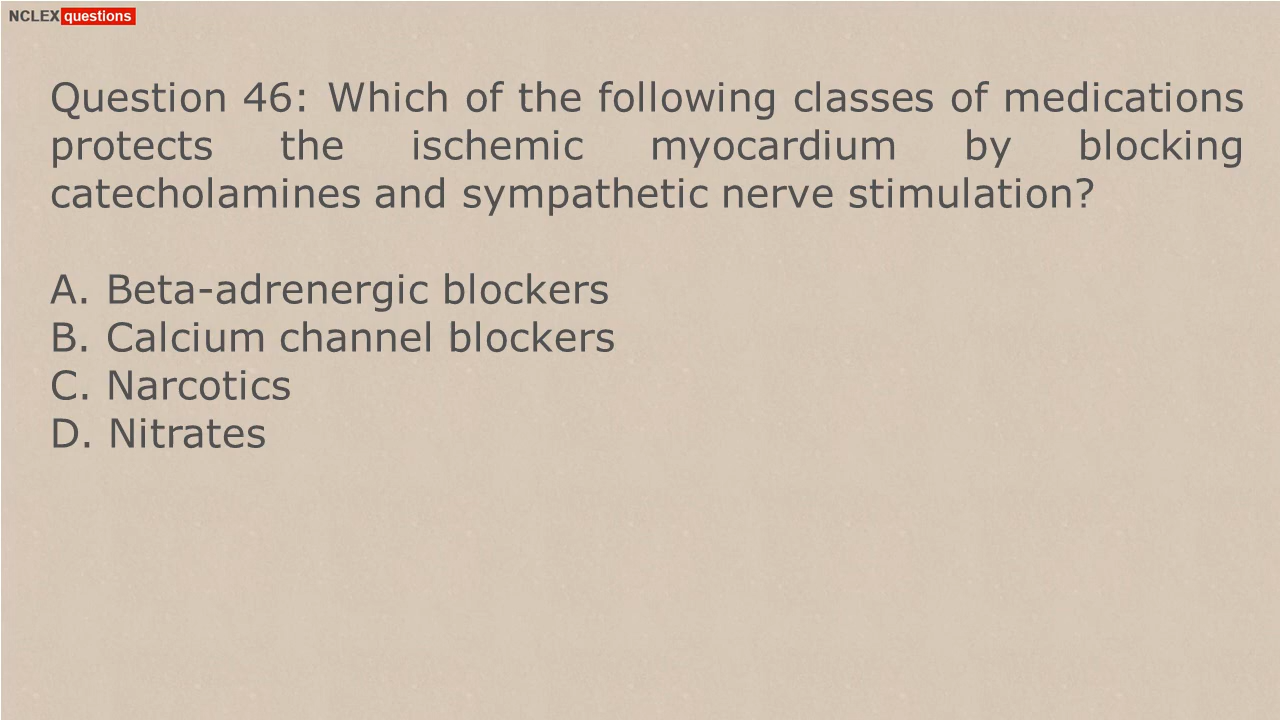 NCLEX questions
Question 46: Which of the following classes of medications
protects the ischemic myocardium by blocking
catecholamines and sympathetic nerve stimulation?
A. Beta-adrenergic blockers
B. Calcium channel blockers
C. Narcotics
D. Nitrates